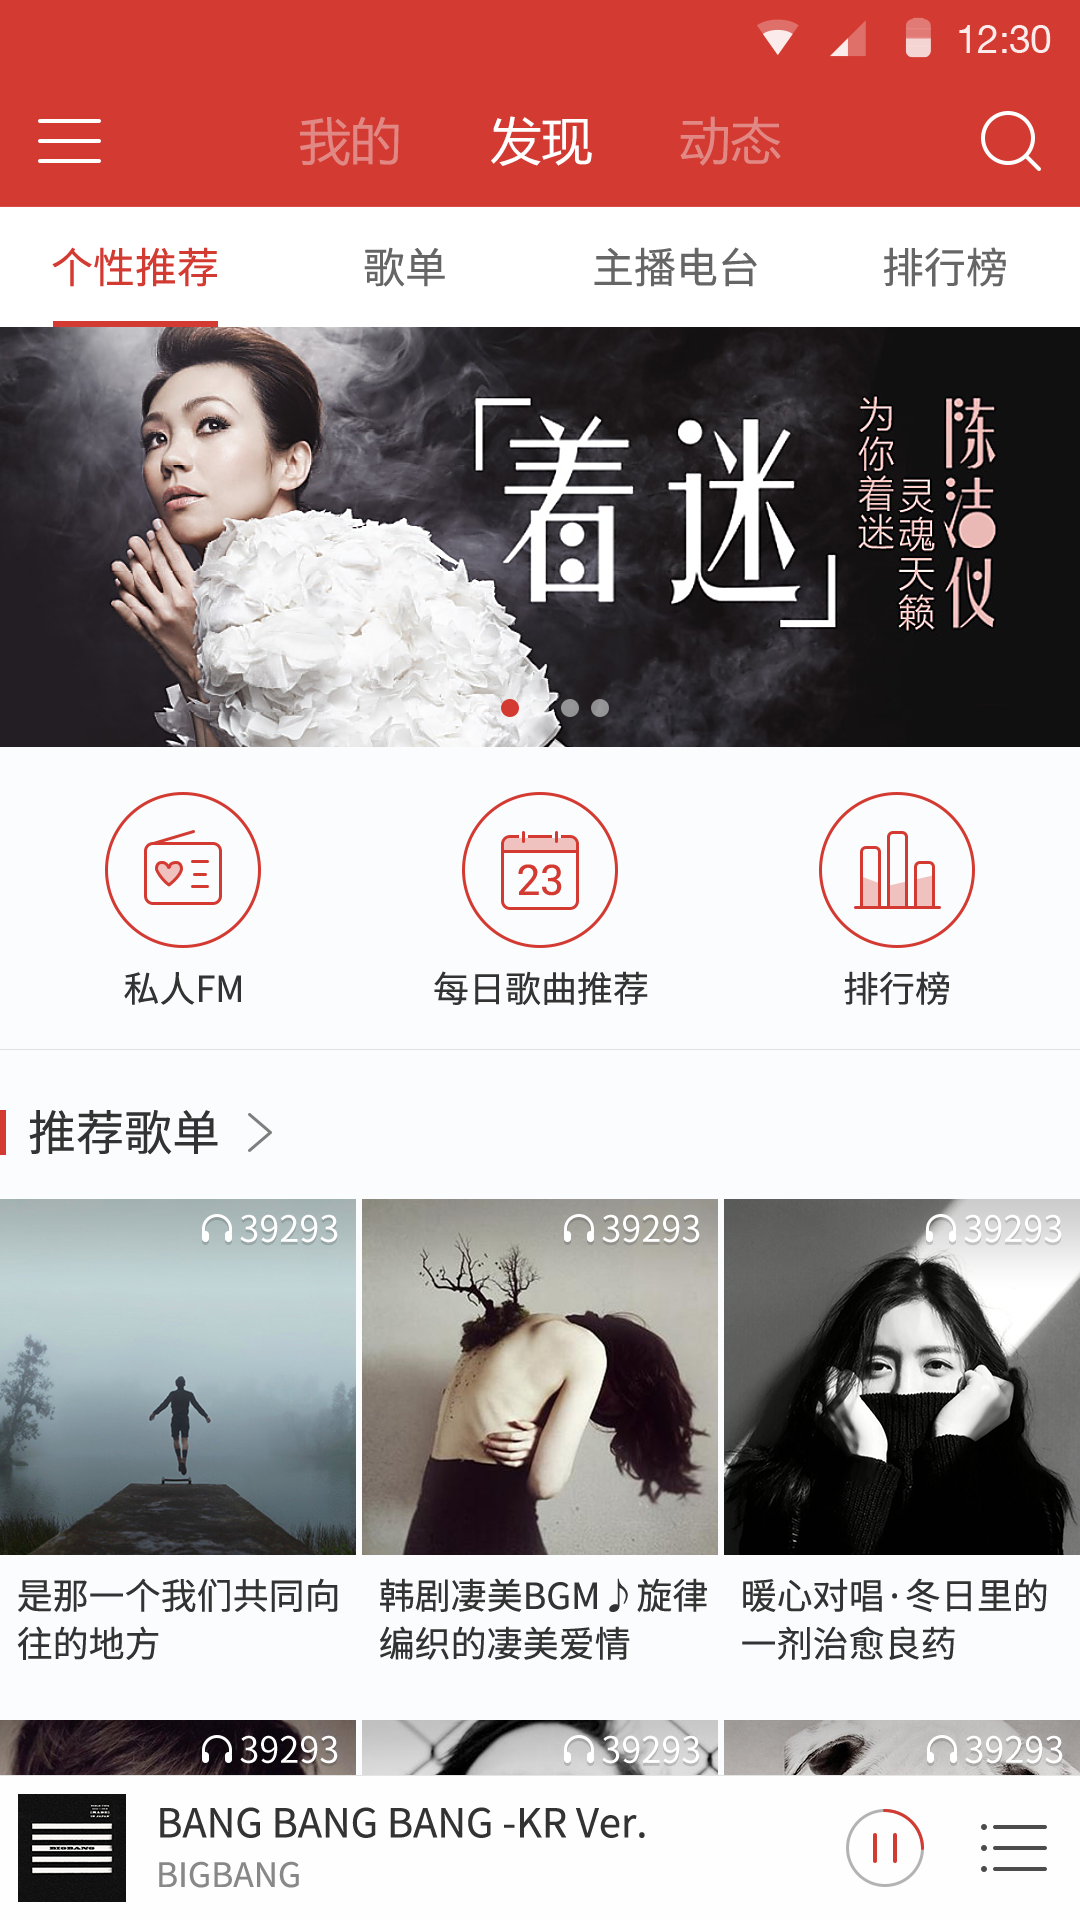 12:30
我的
发现
动态
个性推荐
歌单
主播电台
排行榜
「着迷」
为你着迷
灵魂天籁
陈洁仪
23
私人FM
每日歌曲推荐
排行榜
推荐歌单
39293
39293
39293
是那一个我们共同向
往的地方
韩剧凄美BGM♪旋律
编织的凄美爱情
暖心对唱·冬日里的
一剂治愈良药
39293
39293
39293
BIGBANG
BANG BANG BANG -KR Ver.
BIGBANG